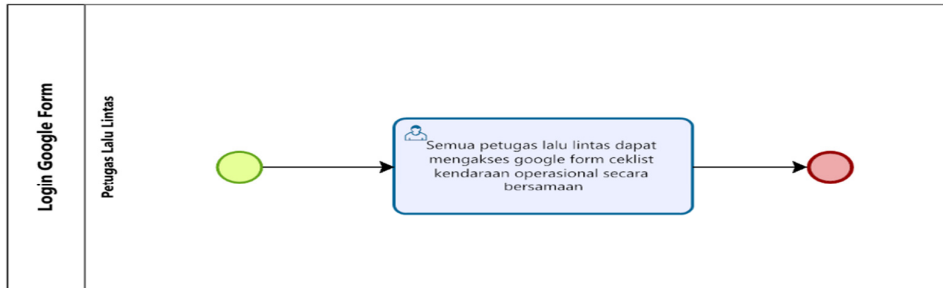 Login Google Form
Petugas Lalu Lintas
Semua petugas lalu lintas dapat
mengakses google form ceklist
kendaraan operasional secara
bersamaan